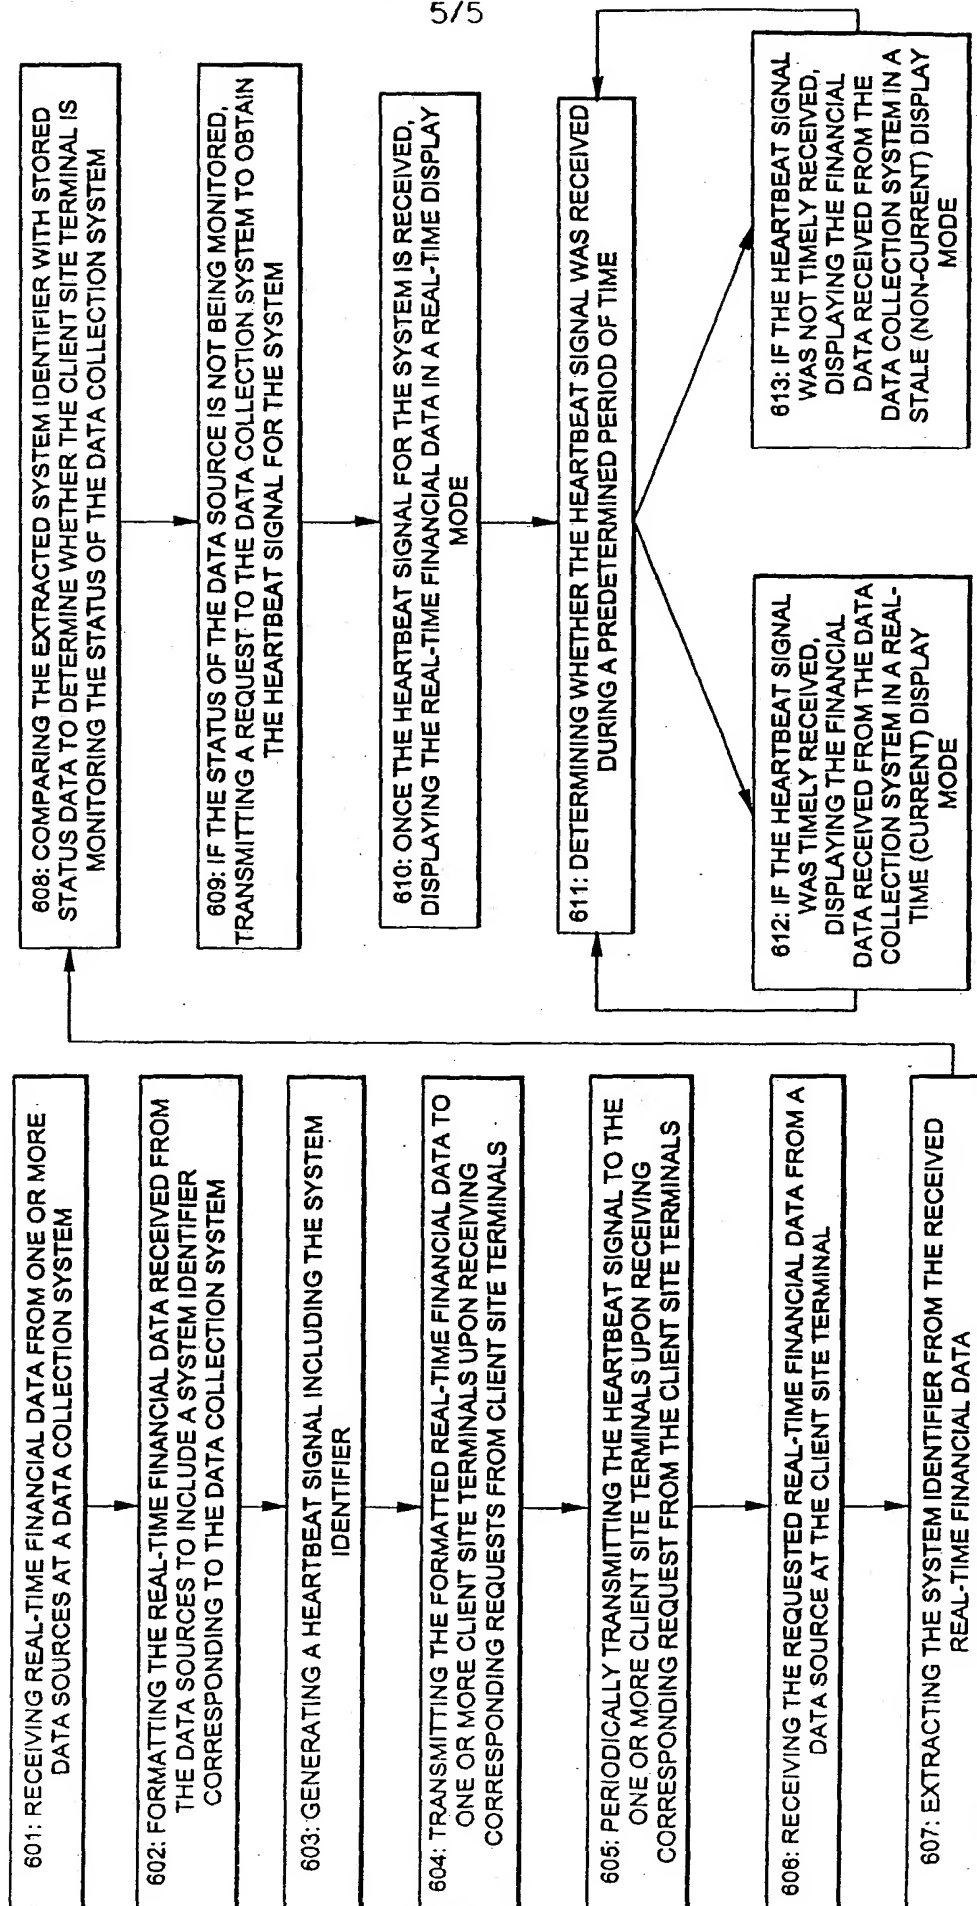 5/5
601: RECEIVING REAL-TIME FINANCIAL DATA FROM ONE OR MORE
DATA SOURCES AT A DATA COLLECTION SYSTEM
602: FORMATTING THE REAL-TIME FINANCIAL DATA RECEIVED FROM
THE DATA SOURCES TO INCLUDE A SYSTEM IDENTIFIER
CORRESPONDING TO THE DATA COLLECTION SYSTEM
603: GENERATING A HEARTBEAT SIGNAL INCLUDING THE SYSTEM
IDENTIFIER
604: TRANSMITTING THE FORMATTED REAL-TIME FINANCIAL DATA TO
ONE OR MORE CLIENT SITE TERMINALS UPON RECEIVING
CORRESPONDING REQUESTS FROM CLIENT SITE TERMINALS
605: PERIODICALLY TRANSMITTING THE HEARTBEAT SIGNAL TO THE
ONE OR MORE CLIENT SITE TERMINALS UPON RECEIVING
CORRESPONDING REQUEST FROM THE CLIENT SITE TERMINALS
606: RECEIVING THE REQUESTED REAL-TIME FINANCIAL DATA FROM A
DATA SOURCE AT THE CLIENT SITE TERMINAL
607: EXTRACTING THE SYSTEM IDENTIFIER FROM THE RECEIVED
REAL-TIME FINANCIAL DATA
608: COMPARING THE EXTRACTED SYSTEM IDENTIFIER WITH STORED
STATUS DATA TO DETERMINE WHETHER THE CLIENT SITE TERMINAL IS
MONITORING THE STATUS OF THE DATA COLLECTION SYSTEM
609: IF THE STATUS OF THE DATA SOURCE IS NOT BEING MONITORED,
TRANSMITTING A REQUEST TO THE DATA COLLECTION SYSTEM TO OBTAIN
THE HEARTBEAT SIGNAL FOR THE SYSTEM
610: ONCE THE HEARTBEAT SIGNAL FOR THE SYSTEM IS RECEIVED,
DISPLAYING THE REAL-TIME FINANCIAL DATA IN A REAL-TIME DISPLAY
MODE
611: DETERMINING WHETHER THE HEARTBEAT SIGNAL WAS RECEIVED
DURING A PREDETERMINED PERIOD OF TIME
612: IF THE HEARTBEAT SIGNAL
WAS TIMELY RECEIVED,
DISPLAYING THE FINANCIAL
DATA RECEIVED FROM THE DATA
COLLECTION SYSTEM IN A REAL-
TIME (CURRENT) DISPLAY
MODE
613: IF THE HEARTBEAT SIGNAL
WAS NOT TIMELY RECEIVED,
DISPLAYING THE FINANCIAL
DATA RECEIVED FROM THE
DATA COLLECTION SYSTEM IN A
STALE (NON-CURRENT) DISPLAY
MODE